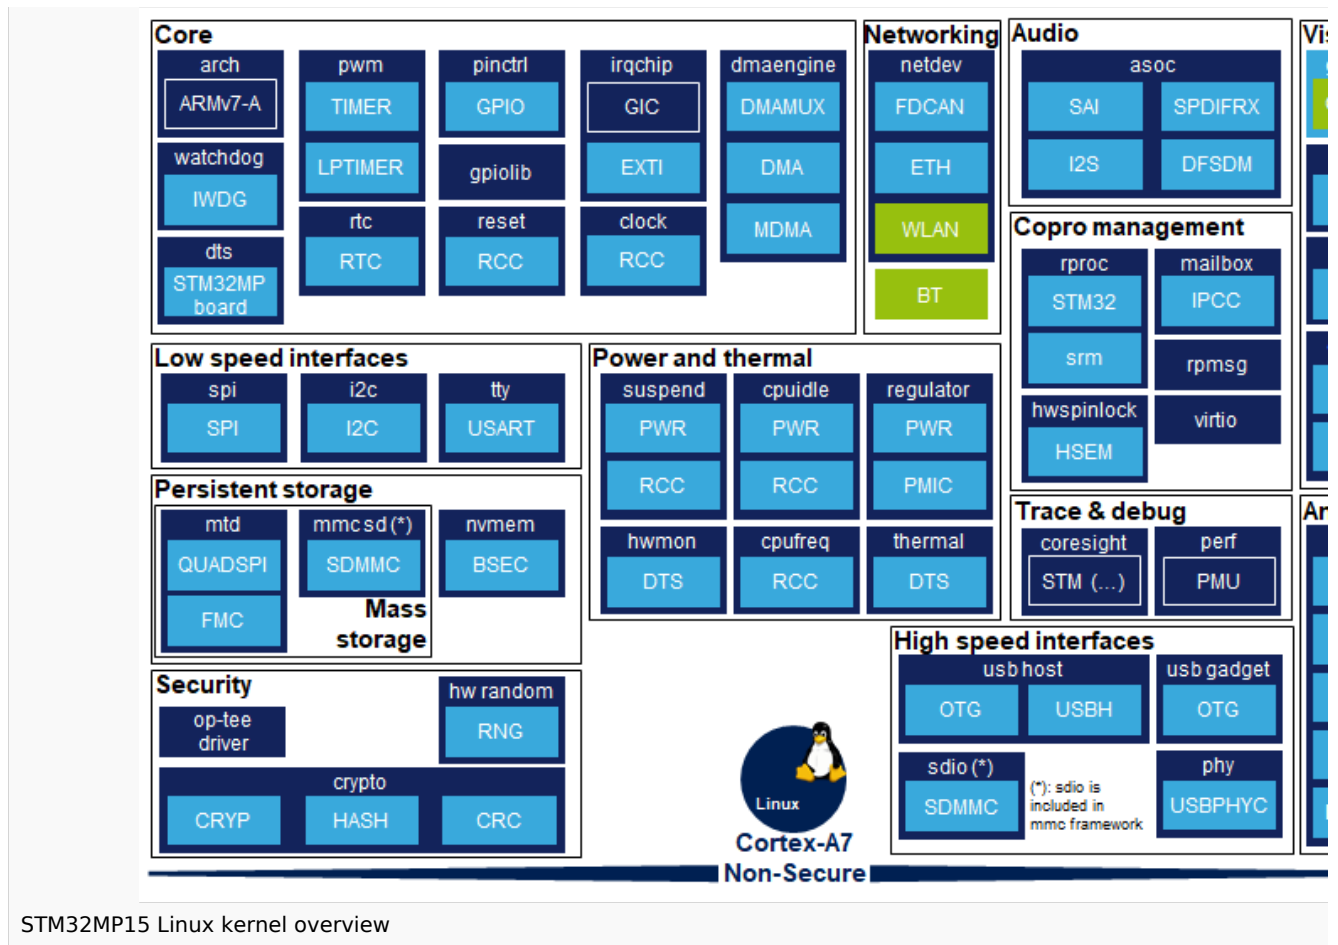 Core
arch
ARMv7-A
watchdog
IWDG
dts
STM32MP
board
pwm
TIMER
LPTIMER
rtc
RTC
pinctrl
GPIO
gpiolib
reset
RCC
irqchip
GIC
EXTI
clock
RCC
dmaengine
DMAMUX
DMA
MDMA
Networking
netdev
FDCAN
ETH
WLAN
BT
Audio
asoc
SAI
SPDIFRX
I2S
DFSDM
Copro management
rproc
STM32
srm
hwspinlock
HSEM
mailbox
IPCC
rpmsg
virtio
Low speed interfaces
spi
SPI
i2c
I2C
tty
USART
Power and thermal
suspend
PWR
RCC
cpuidle
PWR
RCC
regulator
PWR
PMIC
hwmon
DTS
cpufreq
RCC
thermal
DTS
Persistent storage
mtd
QUADSPI
FMC
mmc sd (*)
SDMMC
Mass
storage
nvmem
BSEC
Trace & debug
coresight
STM (...)
perf
PMU
Security
op-tee
driver
hw random
RNG
crypto
CRYP
HASH
CRC
High speed interfaces
usb host
OTG
USBH
usb gadget
OTG
sdio (*)
SDMMC
(*): sdio is
included in
mmc framework
phy
USBPHYC
Linux
Cortex-A7
Non-Secure
STM32MP15 Linux kernel overview